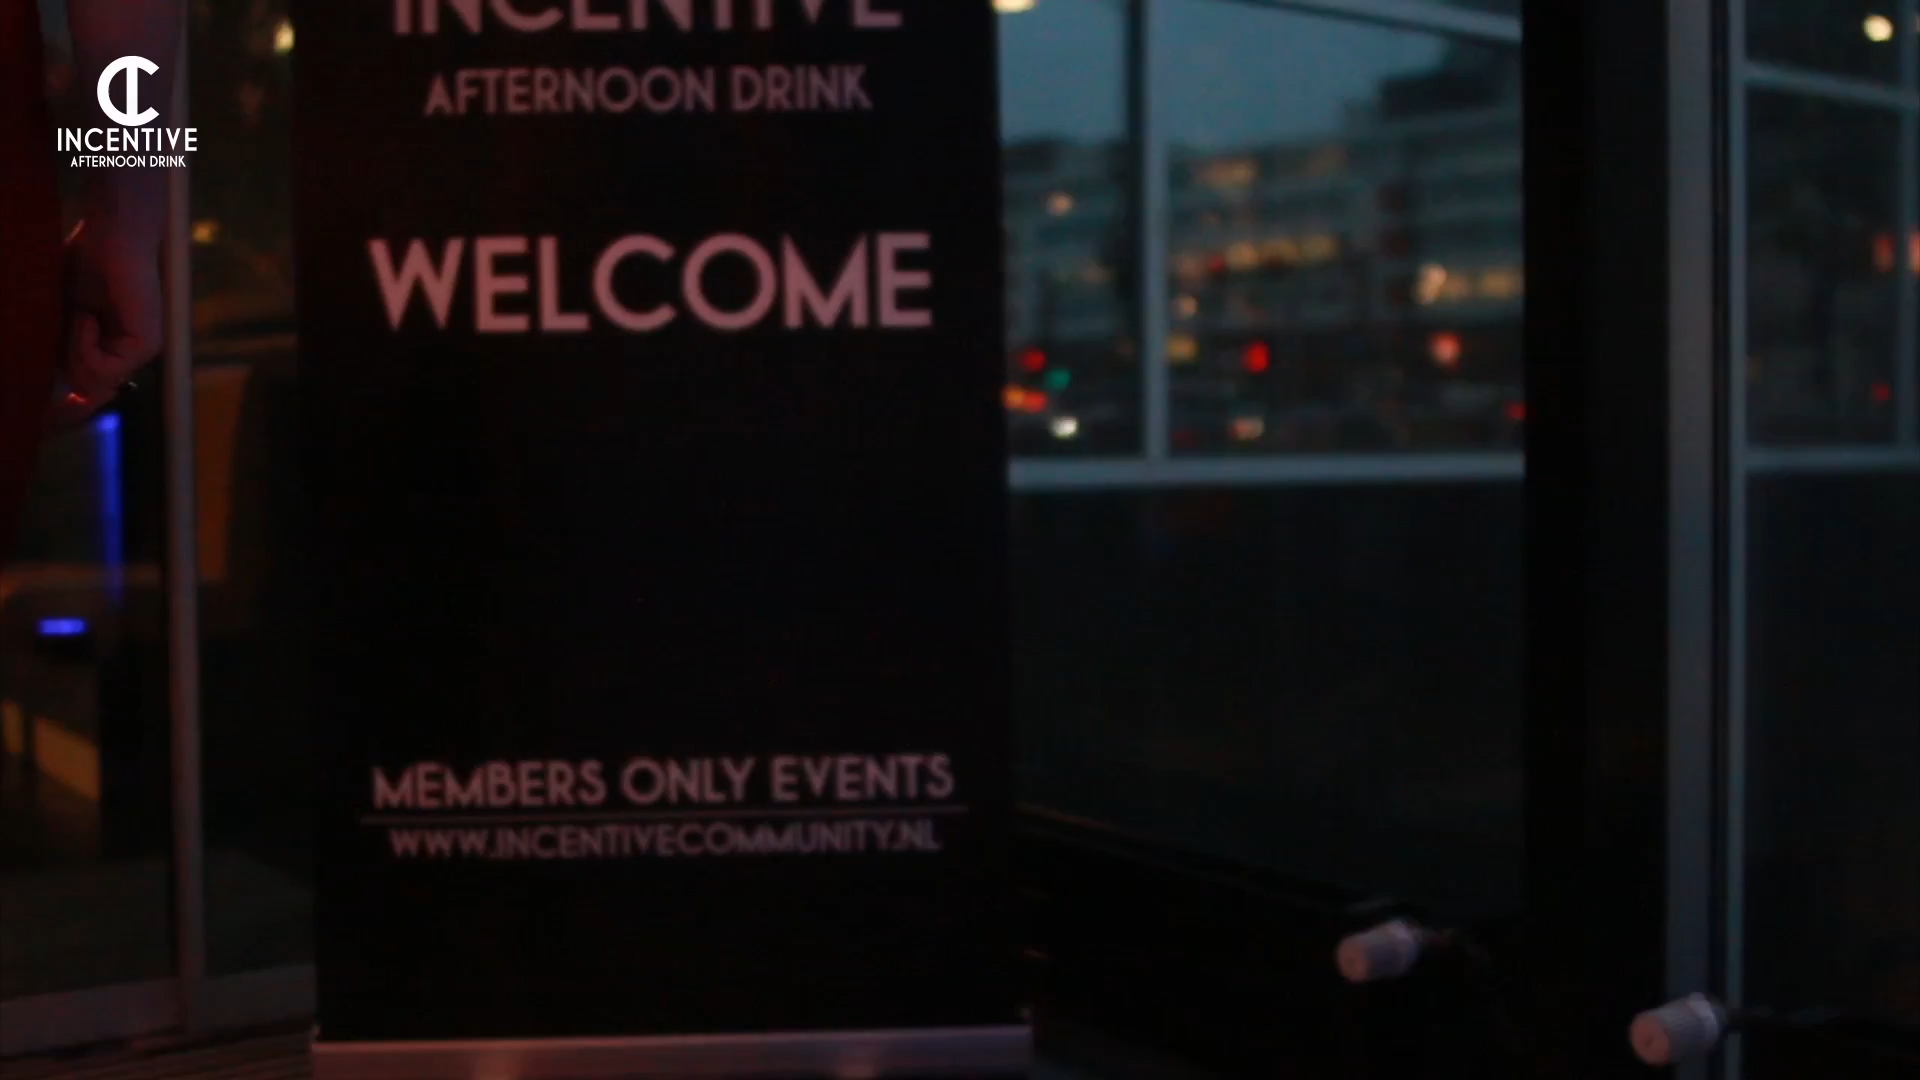 INCENTIVE
AFTERNOON DRINK
INCENTIVE
AFTERNOON DRINK
WELCOME
MEMBERS ONLY EVENTS
WWW.INCENTIVECOMMUNITY.NL